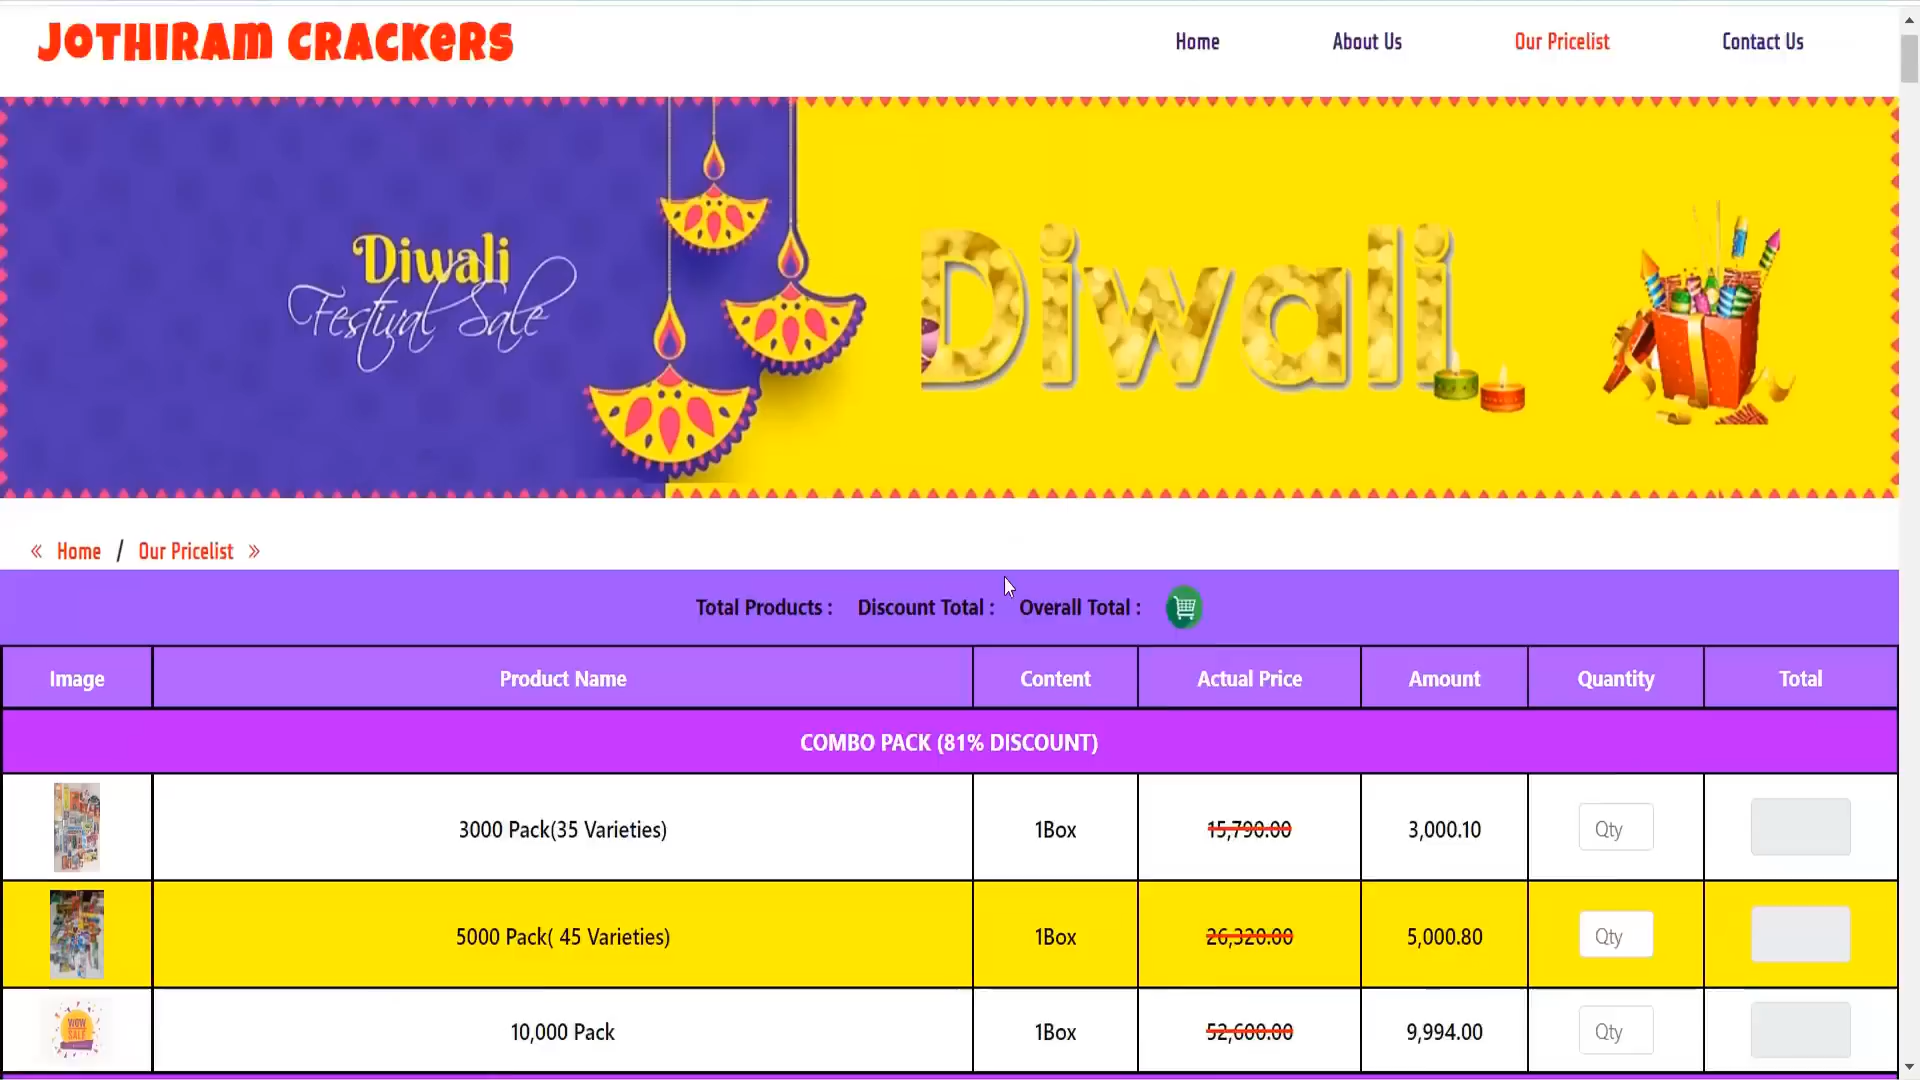 JOTHIRAM CRACKERS
Home About Us Our Pricelist Contact Us
Diwali
Festival Sale
Diwali
« Home / Our Pricelist »
Total Products : Discount Total : Overall Total :
Image Product Name Content Actual Price Amount Quantity Total
COMBO PACK (81% DISCOUNT)
3000 Pack(35 Varieties) 1Box 15,790.00 3,000.10 Qty
5000 Pack( 45 Varieties) 1Box 26,320.00 5,000.80 Qty
WOW
SALE
10,000 Pack 1Box 52,600.00 9,994.00 Qty